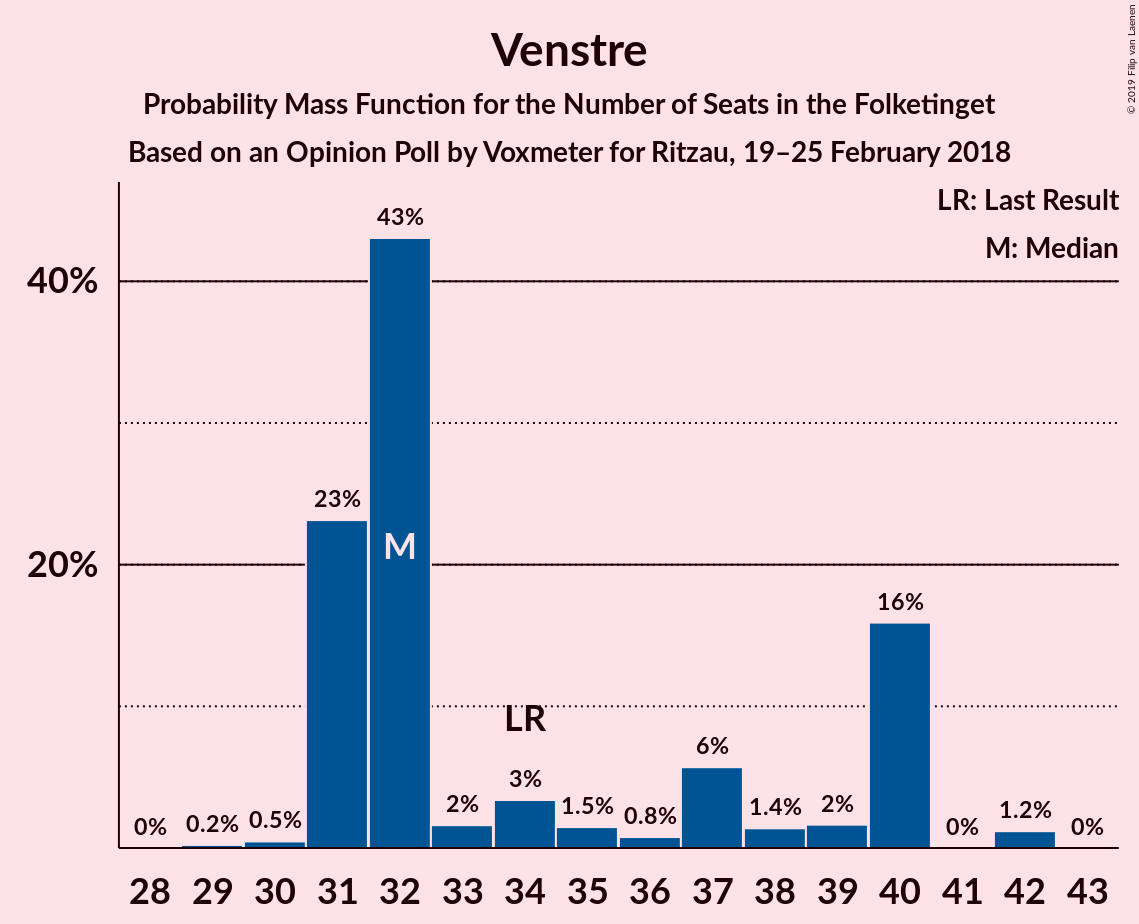 Venstre
Probability Mass Function for the Number of Seats in the Folketinget
Based on an Opinion Poll by Voxmeter for Ritzau, 19–25 February 2018
© 2019 Filip van Laenen
LR: Last Result
M: Median
40%
20%
0%
0.2%
0.5%
23%
43%
2%
3%
1.5%
0.8%
6%
1.4%
2%
16%
0%
1.2%
0%
M
LR
28 29 30 31 32 33 34 35 36 37 38 39 40 41 42 43